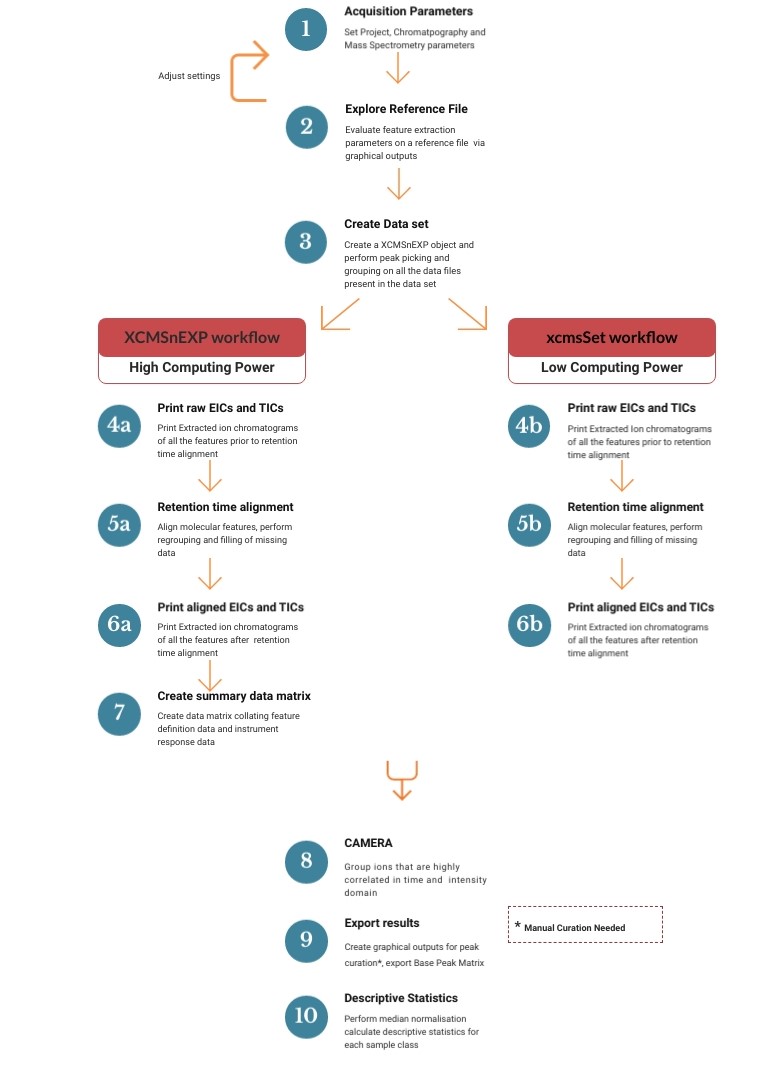 1
Acquisition Parameters
Set Project, Chromatpography and
Mass Spectrometry parameters
Adjust settings
2
Explore Reference File
Evaluate feature extraction
parameters on a reference file via
graphical outputs
3
Create Data set
Create a XCMSnEXP object and
perform peak picking and
grouping on all the data files
present in the data set
XCMSnEXP workflow
High Computing Power
4a
Print raw EICs and TICs
Print Extracted ion chromatograms
of all the features prior to retention
time alignment
5a
Retention time alignment
Align molecular features, perform
regrouping and filling of missing
data
6a
Print aligned EICs and TICs
Print Extracted ion chromatograms
of all the features after retention
time alignment
7
Create summary data matrix
Create data matrix collating feature
definition data and instrument
response data
xcmsSet workflow
Low Computing Power
4b
Print raw EICs and TICs
Print Extracted Ion chromatograms
of all the features prior to retention
time alignment
5b
Retention time alignment
Align molecular features, perform
regrouping and filling of missing
data
6b
Print aligned EICs and TICs
Print Extracted ion chromatograms
of all the features after retention
time alignment
8
CAMERA
Group ions that are highly
correlated in time and intensity
domain
9
Export results
Create graphical outputs for peak
curation*, export Base Peak Matrix
* Manual Curation Needed
10
Descriptive Statistics
Perform median normalisation
calculate descriptive statistics for
each sample class